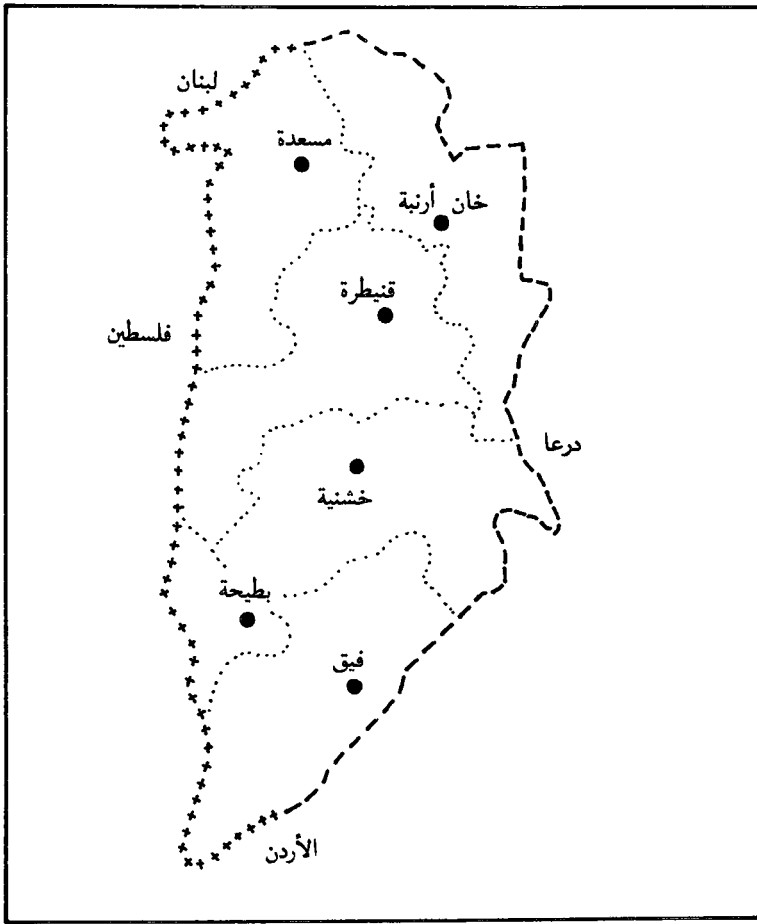 لبنان
مسعدة
خان أرنبة
قنيطرة
فلسطين
درعا
خشنية
بطيحة
فيق
الأردن